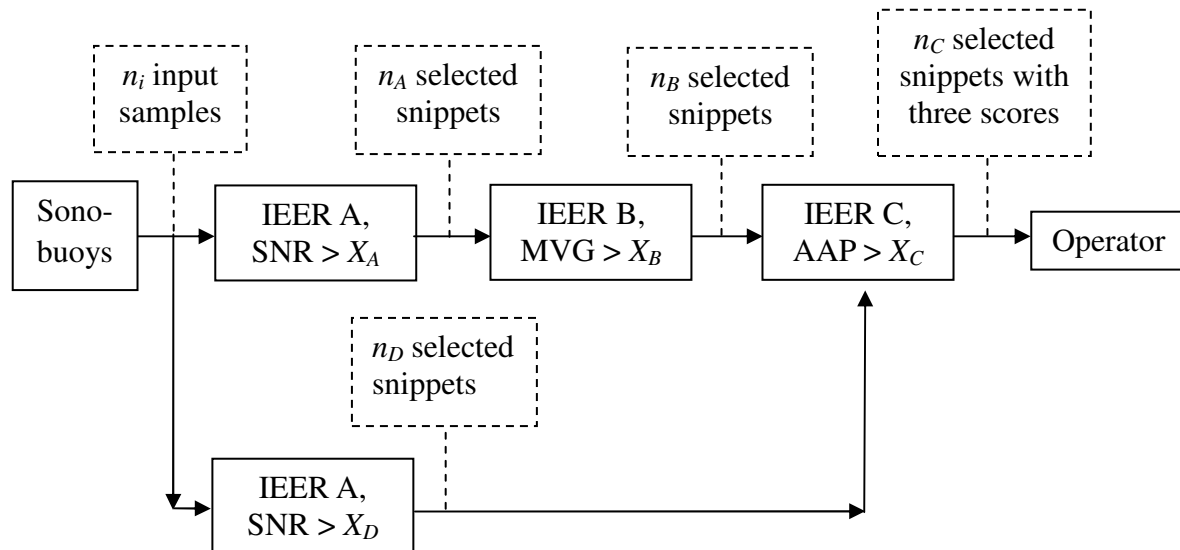 n_i input
samples
n_A selected
snippets
n_B selected
snippets
n_C selected
snippets with
three scores
Sono-
buoys
IEER A,
SNR > X_A
IEER B,
MVG > X_B
IEER C,
AAP > X_C
Operator
n_D selected
snippets
IEER A,
SNR > X_D